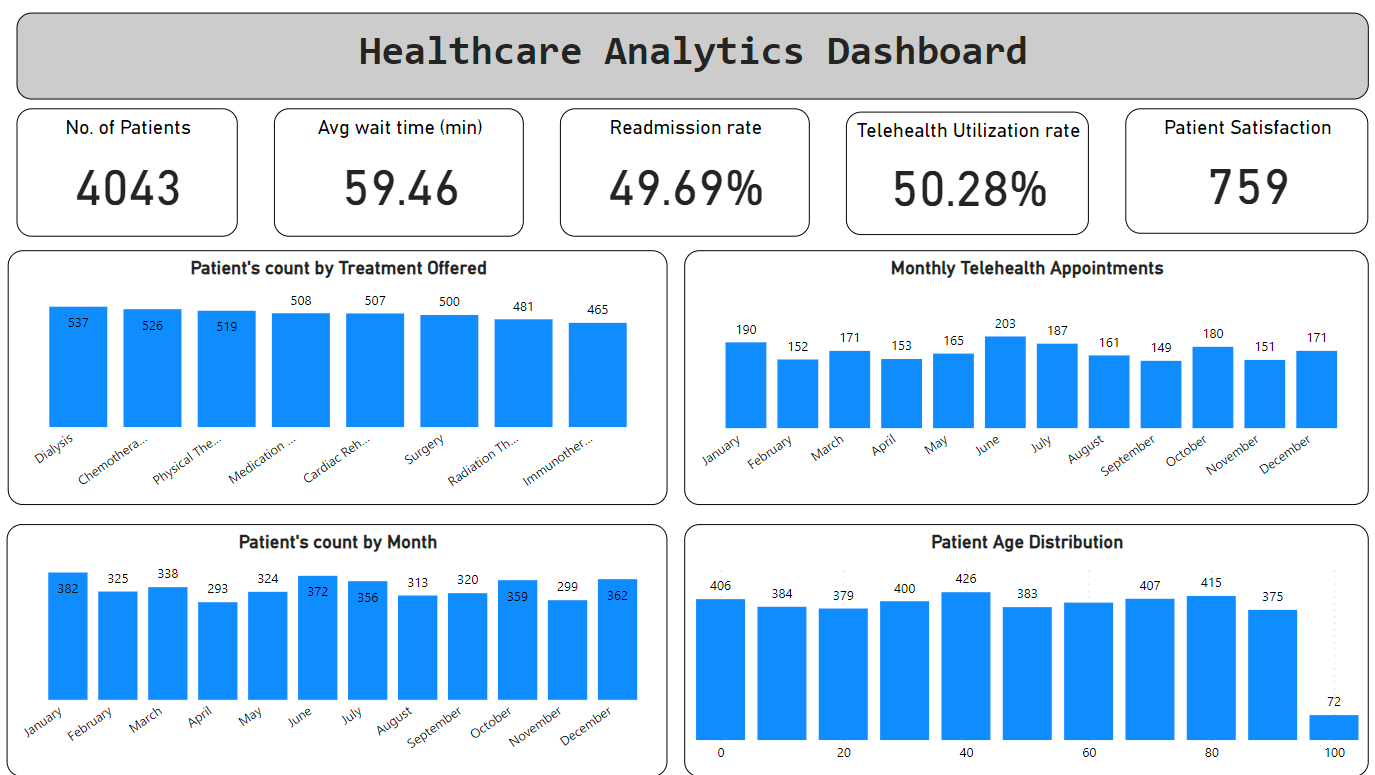 Healthcare Analytics Dashboard
No. of Patients
4043
Avg wait time (min)
59.46
Readmission rate
49.69%
Telehealth Utilization rate
50.28%
Patient Satisfaction
759
Patient's count by Treatment Offered
537
526
519
508
507
500
481
465
Dialysis
Chemothera...
Physical The...
Medication ...
Cardiac Reh...
Surgery
Radiation Th...
Immunother...
Monthly Telehealth Appointments
190
152
171
153
165
203
187
161
149
180
151
171
January
February
March
April
May
June
July
August
September
October
November
December
Patient's count by Month
382
325
338
293
324
372
356
313
320
359
299
362
January
February
March
April
May
June
July
August
September
October
November
December
Patient Age Distribution
406
384
379
400
426
383
407
415
375
72
0
20
40
60
80
100